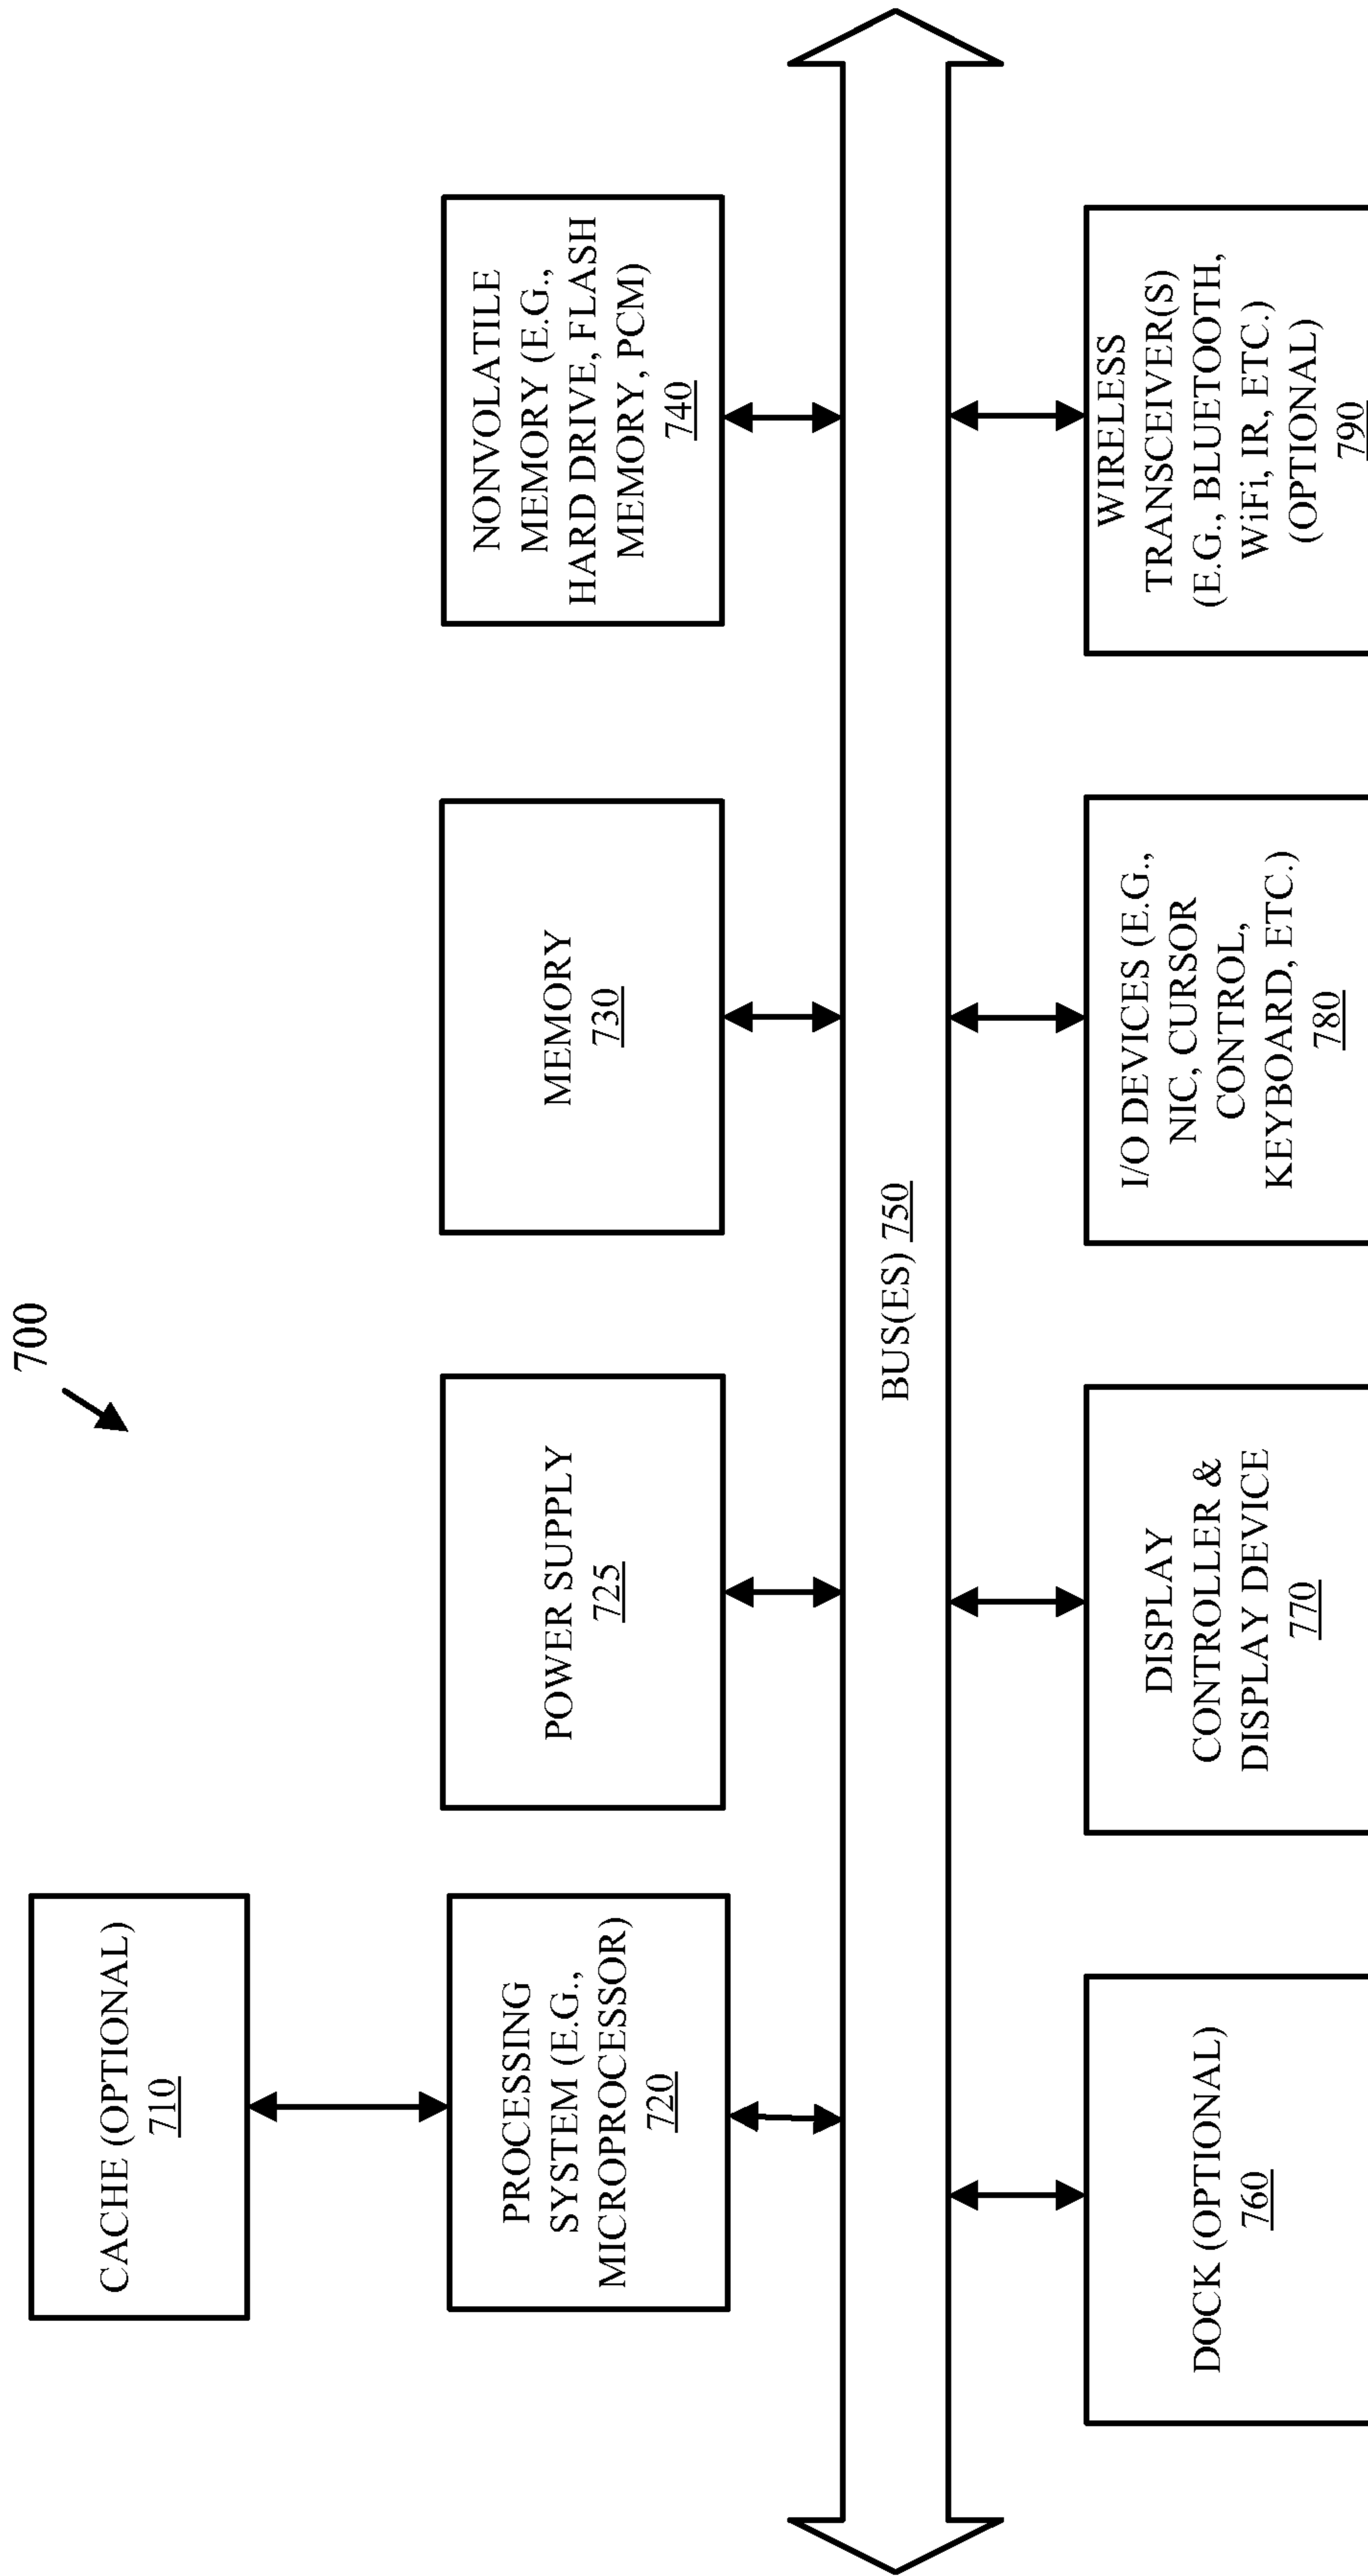 700
CACHE (OPTIONAL)
710
PROCESSING
SYSTEM (E.G.,
MICROPROCESSOR)
720
POWER SUPPLY
725
MEMORY
730
NONVOLATILE
MEMORY (E.G.,
HARD DRIVE, FLASH
MEMORY, PCM)
740
BUS(ES) 750
DOCK (OPTIONAL)
760
DISPLAY
CONTROLLER &
DISPLAY DEVICE
770
I/O DEVICES (E.G.,
NIC, CURSOR
CONTROL,
KEYBOARD, ETC.)
780
WIRELESS
TRANSCEIVER(S)
(E.G., BLUETOOTH,
WiFi, IR, ETC.)
(OPTIONAL)
790